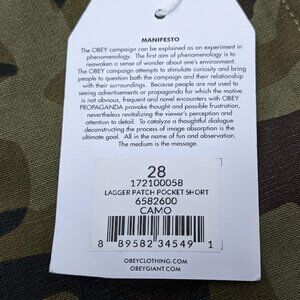 MANIFESTO
The OBEY campaign can be explained as an experiment in
phenomenology. The first aim of phenomenology is to
reawaken a sense of wonder about one's environment.
The OBEY campaign attempts to stimulate curiosity and bring
people to question both the campaign and their relationship
with their surroundings. Because people are not used to
seeing advertisements or propaganda for which the motive
is not obvious, frequent and novel encounters with OBEY
PROPAGANDA provoke thought and possible frustration,
nevertheless revitalizing the viewer's perception and
attention to detail. To catalyze a thoughtful dialogue
deconstructing the process of image absorption is the
ultimate goal. All in the name of fun and observation.
The medium is the message.
28
172100058
LAGGER PATCH POCKET SHORT
6582600
CAMO
8 89582 34549 1
OBEYCLOTHING.COM
OBEYGIANT.COM